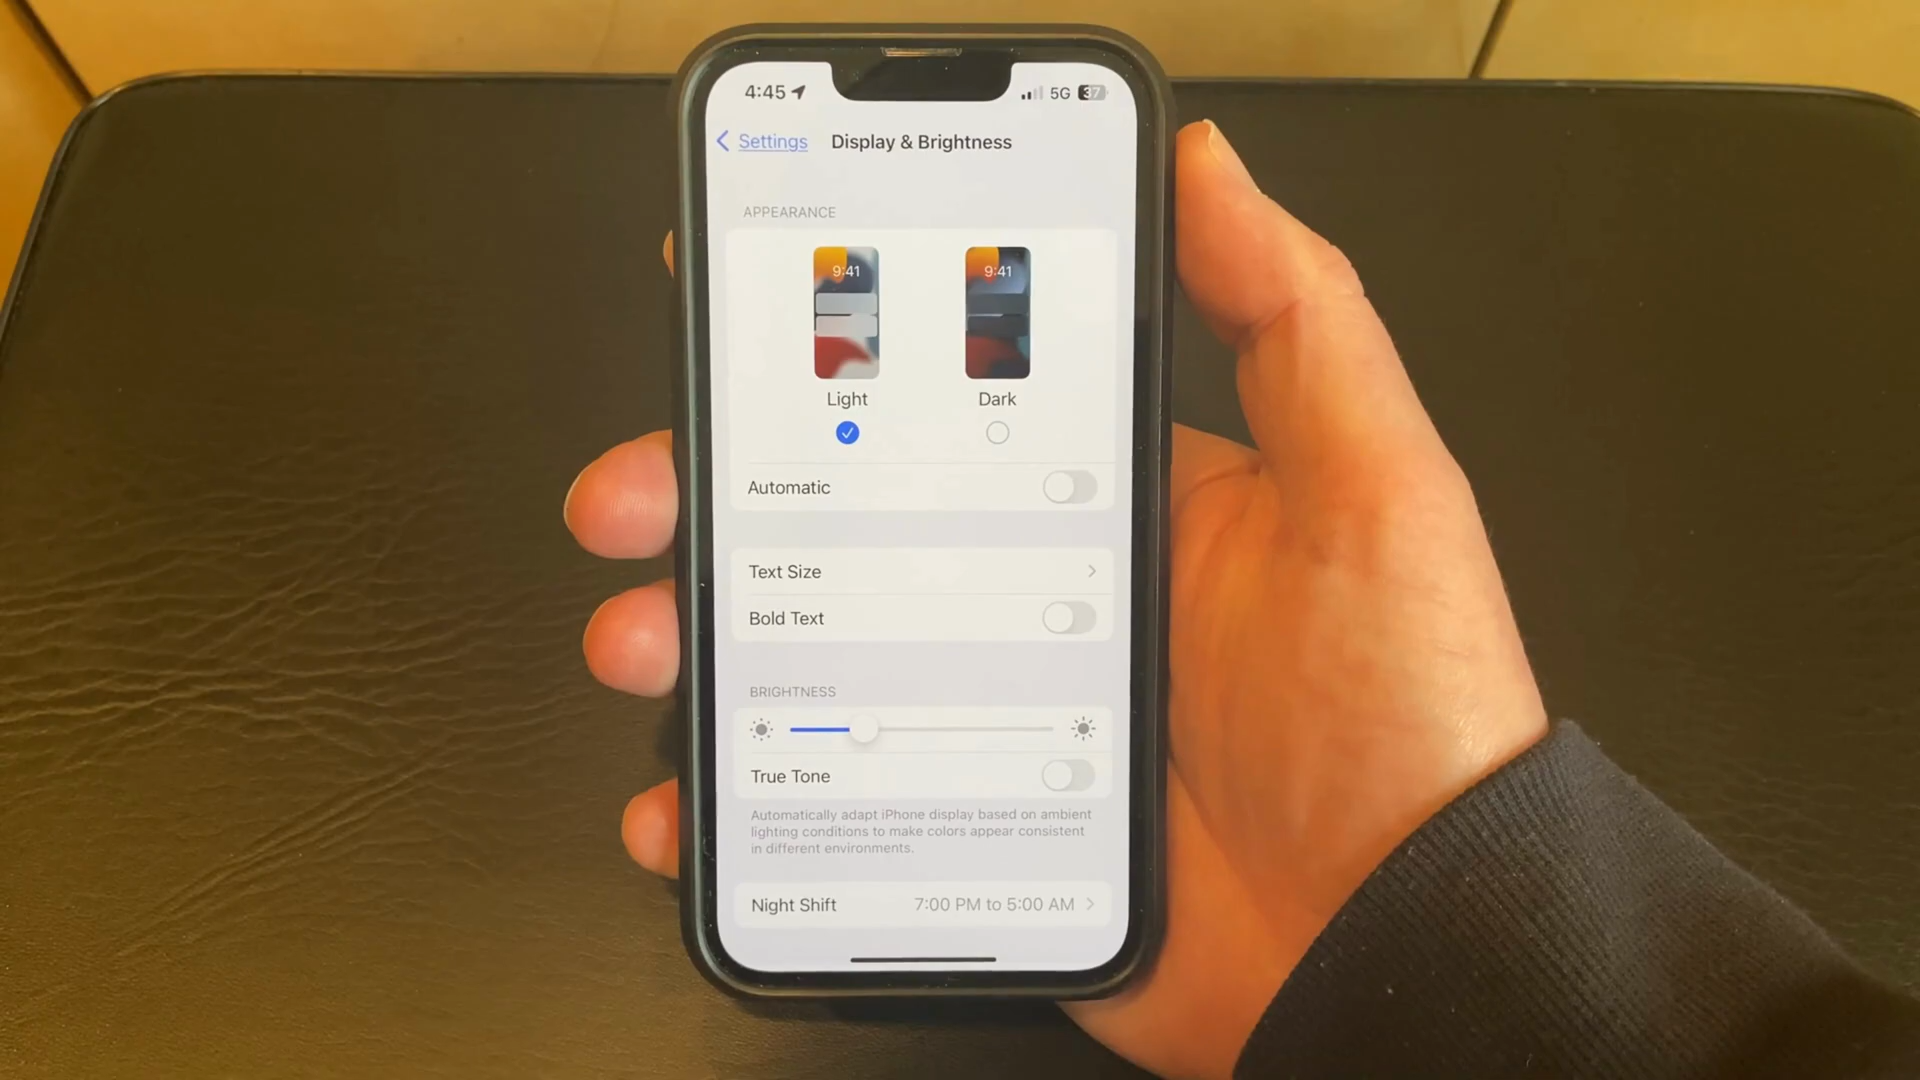 4:45 5G 37
Settings Display & Brightness
APPEARANCE
9:41 9:41
Light Dark
Automatic
Text Size
Bold Text
BRIGHTNESS
True Tone
Automatically adapt iPhone display based on ambient
lighting conditions to make colors appear consistent
in different environments.
Night Shift 7:00 PM to 5:00 AM